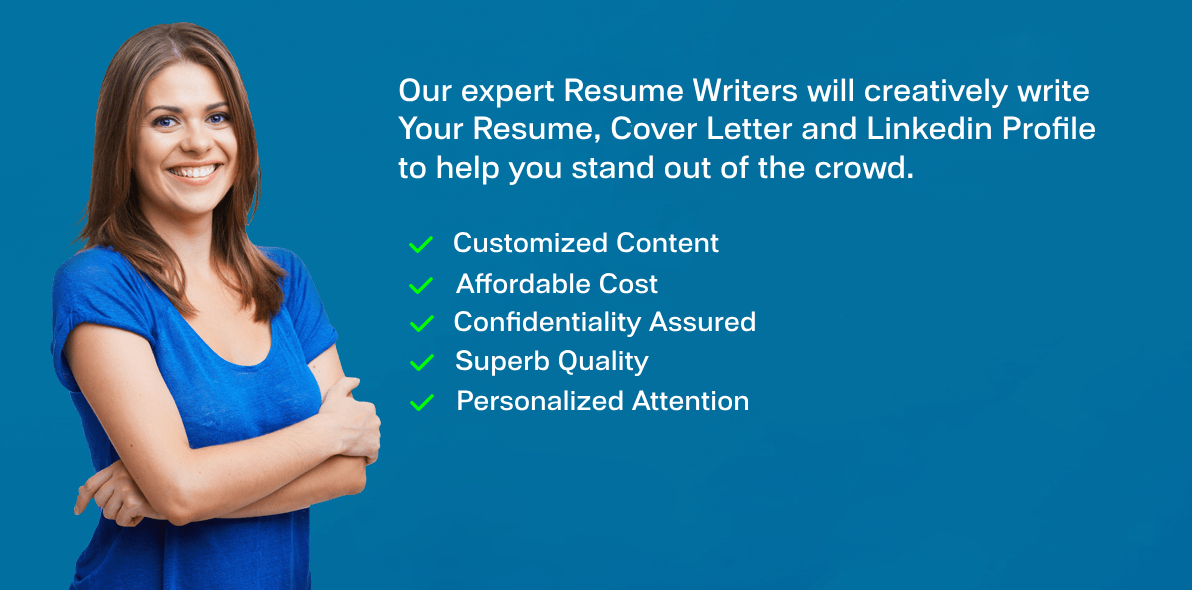 Our expert Resume Writers will creatively write
Your Resume, Cover Letter and Linkedin Profile
to help you stand out of the crowd.
Customized Content
Affordable Cost
Confidentiality Assured
Superb Quality
Personalized Attention